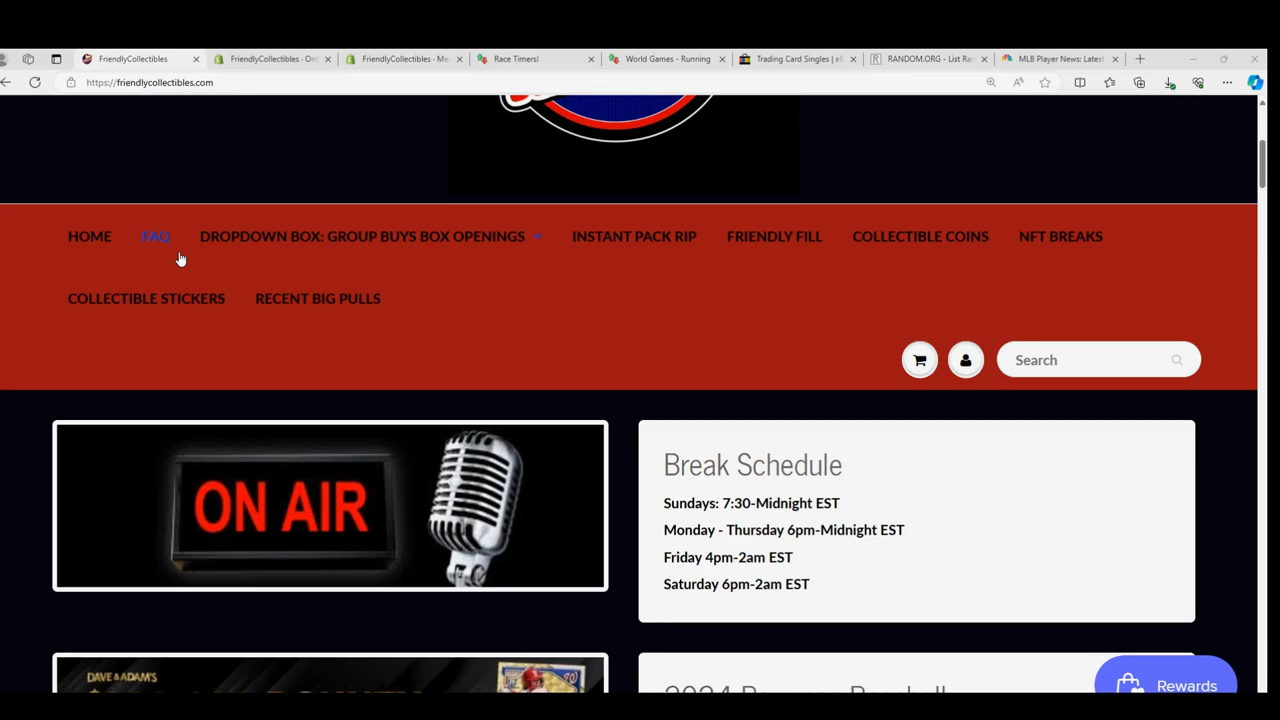 FriendlyCollectibles
FriendlyCollectibles - Or
FriendlyCollectibles - Me
Race Timers!
World Games - Running
Trading Card Singles | e
RANDOM.ORG - List Ra
MLB Player News: Latest
https://friendlycollectibles.com
HOME FAQ DROPDOWN BOX: GROUP BUYS BOX OPENINGS INSTANT PACK RIP FRIENDLY FILL COLLECTIBLE COINS NFT BREAKS
COLLECTIBLE STICKERS RECENT BIG PULLS
Search
ON AIR
Break Schedule
Sundays: 7:30-Midnight EST
Monday - Thursday 6pm-Midnight EST
Friday 4pm-2am EST
Saturday 6pm-2am EST
DAVE & ADAM'S
Rewards